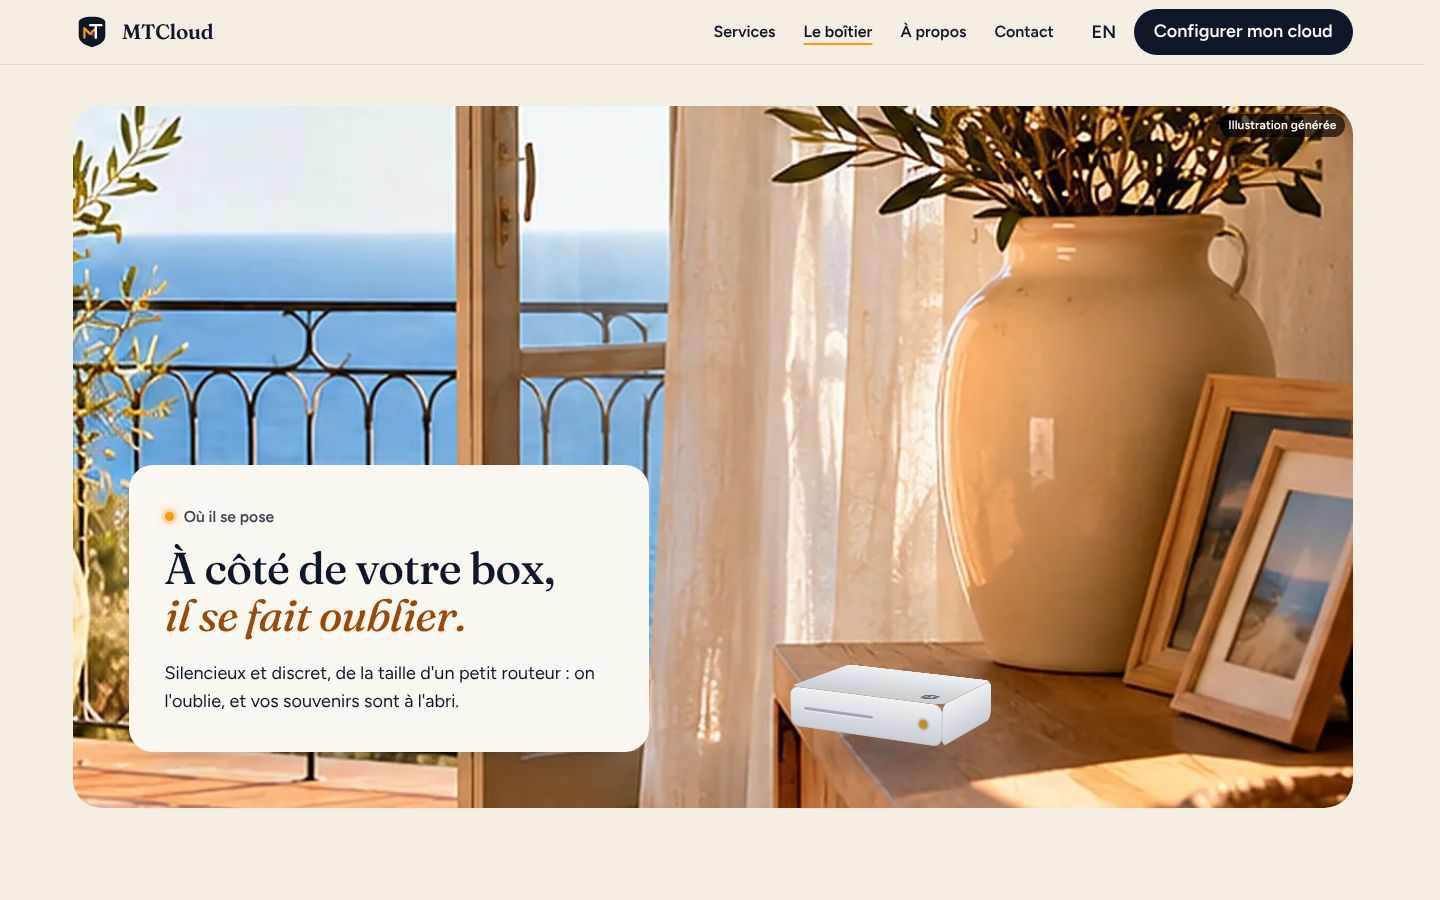 MTCloud
Services
Le boîtier
À propos
Contact
EN
Configurer mon cloud
Illustration générée
Où il se pose
À côté de votre box,
il se fait oublier.
Silencieux et discret, de la taille d'un petit routeur : on
l'oublie, et vos souvenirs sont à l'abri.